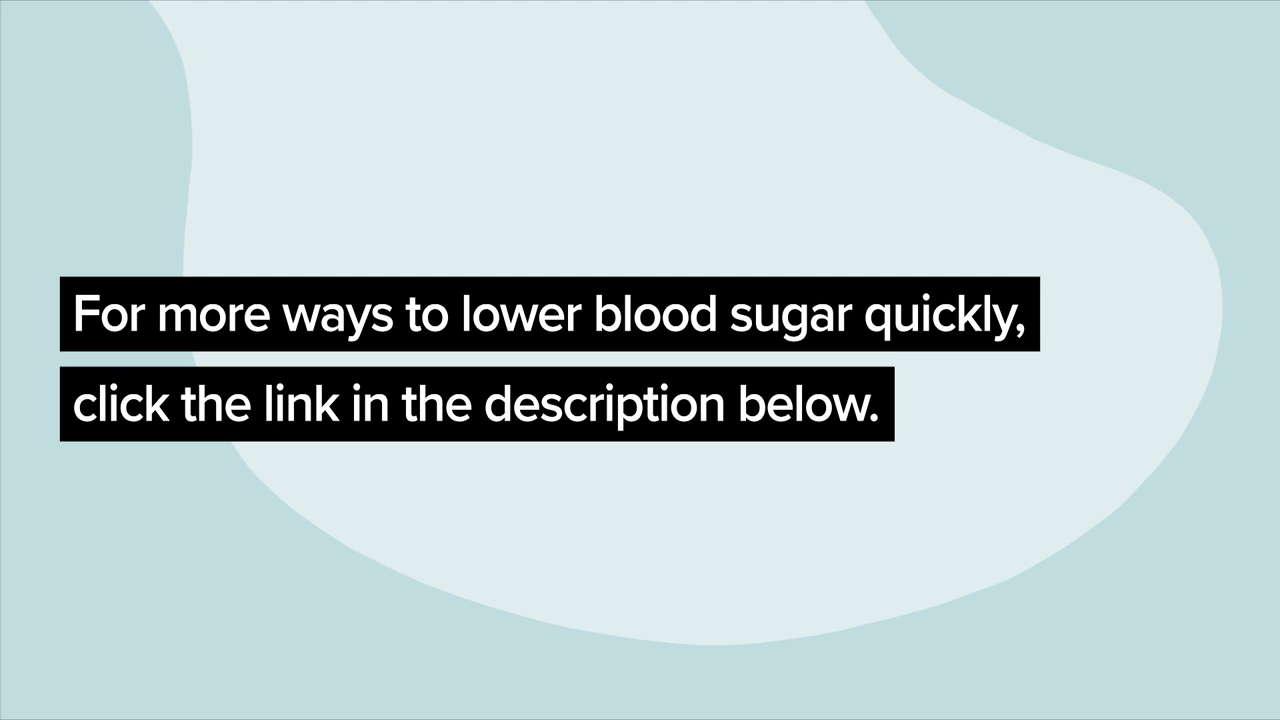 For more ways to lower blood sugar quickly,
click the link in the description below.